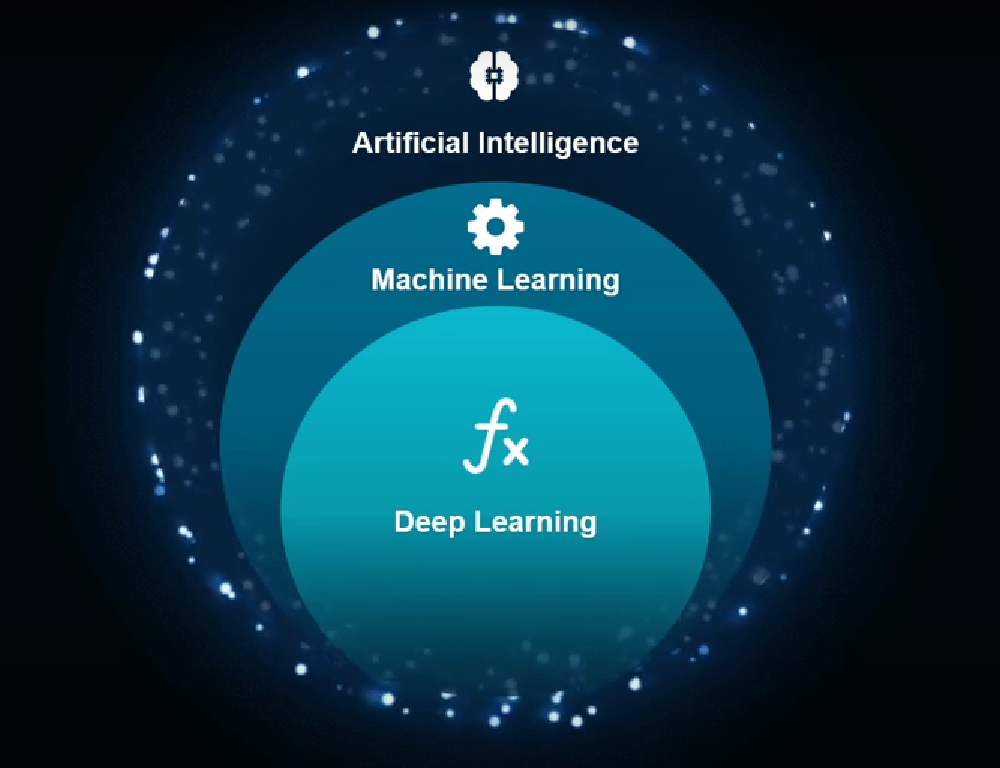 Artificial Intelligence
Machine Learning
fx
Deep Learning